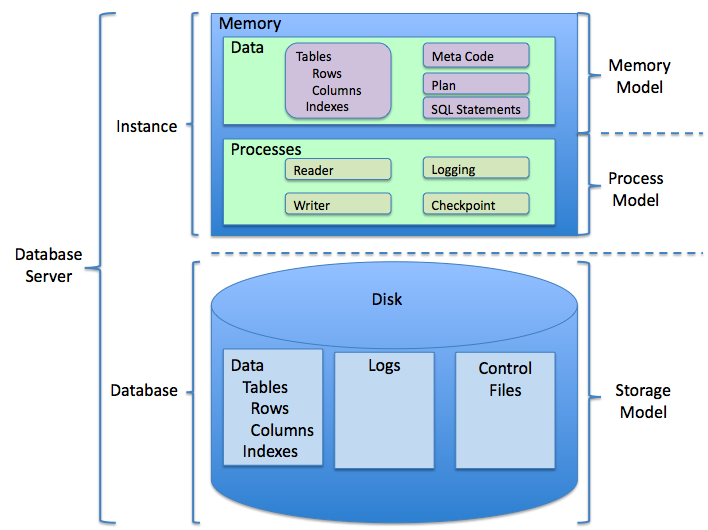 Memory
Data
Tables
Rows
Columns
Indexes
Meta Code
Plan
SQL Statements
Memory
Model
Instance
Processes
Reader
Logging
Writer
Checkpoint
Process
Model
Database
Server
Disk
Database
Data
Tables
Rows
Columns
Indexes
Logs
Control
Files
Storage
Model